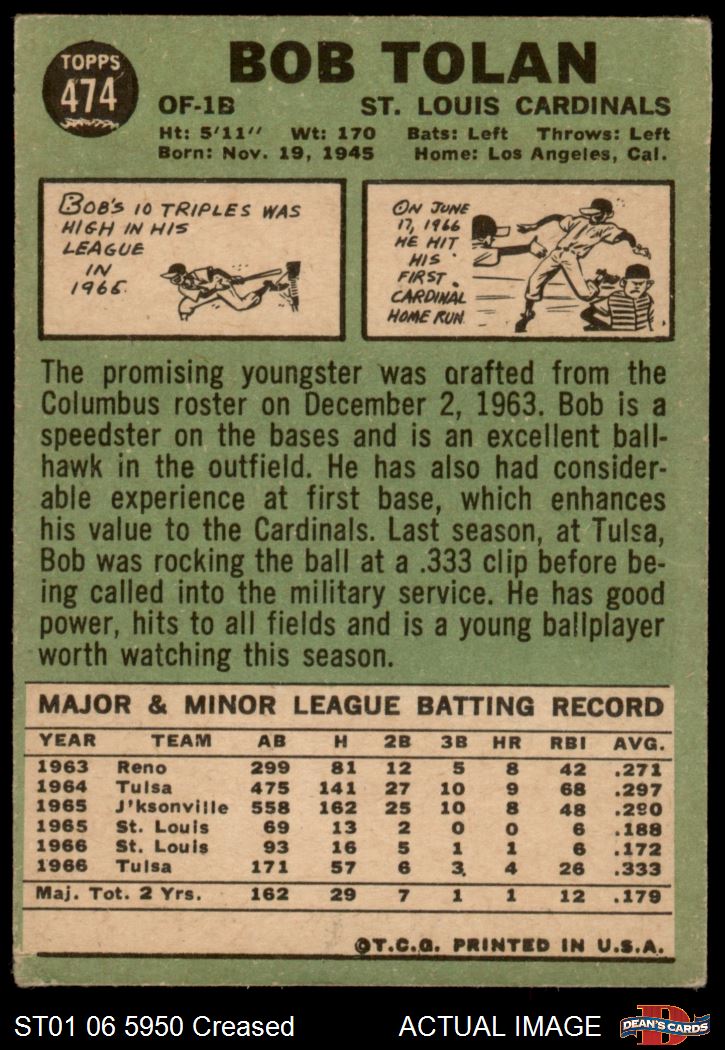 TOPPS
474
BOB TOLAN
OF-1B ST. LOUIS CARDINALS
Ht: 5'11" Wt: 170 Bats: Left Throws: Left
Born: Nov. 19, 1945 Home: Los Angeles, Cal.
BOB'S 10 TRIPLES WAS
HIGH IN HIS
LEAGUE
IN
1965.
ON JUNE
17, 1966
HE HIT
HIS
FIRST
CARDINAL
HOME RUN.
The promising youngster was drafted from the
Columbus roster on December 2, 1963. Bob is a
speedster on the bases and is an excellent ball-
hawk in the outfield. He has also had consider-
able experience at first base, which enhances
his value to the Cardinals. Last season, at Tulsa,
Bob was rocking the ball at a .333 clip before be-
ing called into the military service. He has good
power, hits to all fields and is a young ballplayer
worth watching this season.
MAJOR & MINOR LEAGUE BATTING RECORD
YEAR TEAM AB H 2B 3B HR RBI AVG.
1963 Reno 299 81 12 5 8 42 .271
1964 Tulsa 475 141 27 10 9 68 .297
1965 J'ksonville 558 162 25 10 8 48 .290
1965 St. Louis 69 13 2 0 0 6 .188
1966 St. Louis 93 16 5 1 1 6 .172
1966 Tulsa 171 57 6 3 4 26 .333
Maj. Tot. 2 Yrs. 162 29 7 1 1 12 .179
©T.C.G. PRINTED IN U.S.A.
ST01 06 5950 Creased ACTUAL IMAGE
D
DEAN'S CARDS